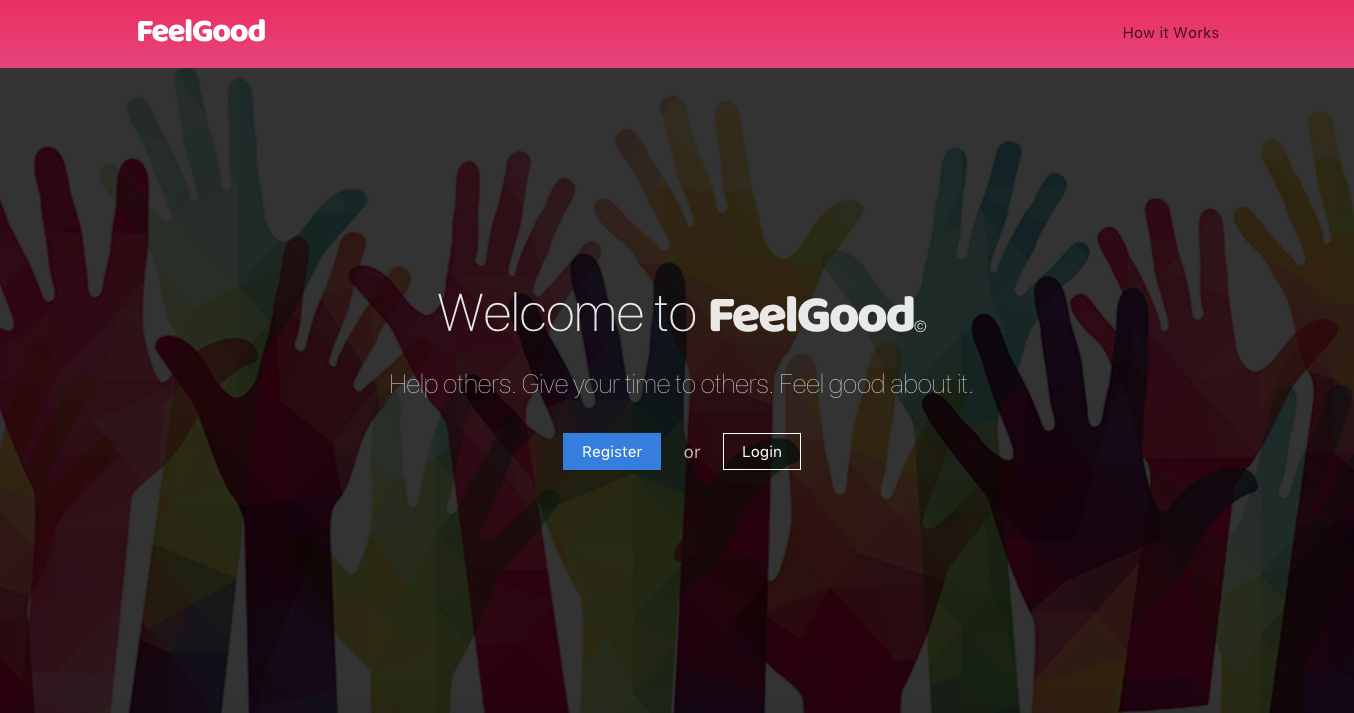 FeelGood
How it Works
Welcome to FeelGood©
Help others. Give your time to others. Feel good about it.
Register or Login